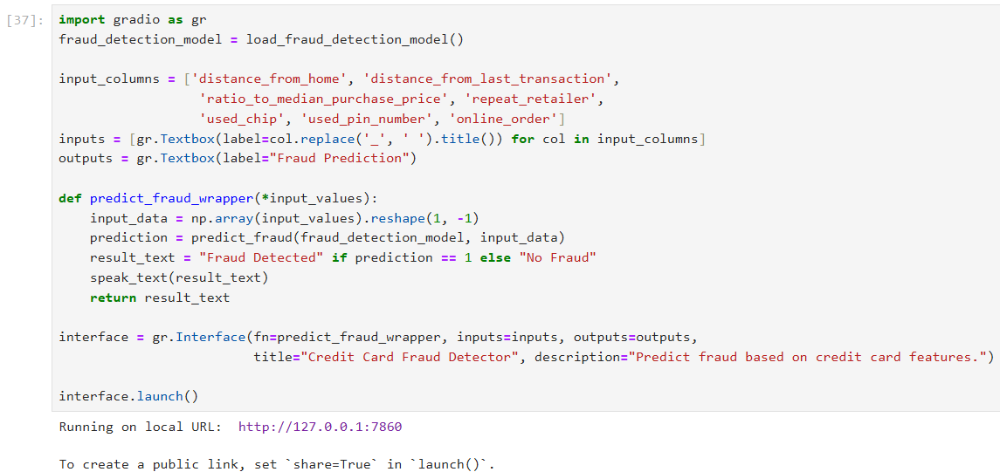 [37]: import gradio as gr
fraud_detection_model = load_fraud_detection_model()
input_columns = ['distance_from_home', 'distance_from_last_transaction',
'ratio_to_median_purchase_price', 'repeat_retailer',
'used_chip', 'used_pin_number', 'online_order']
inputs = [gr.Textbox(label=col.replace('_', ' ').title()) for col in input_columns]
outputs = gr.Textbox(label="Fraud Prediction")
def predict_fraud_wrapper(*input_values):
input_data = np.array(input_values).reshape(1, -1)
prediction = predict_fraud(fraud_detection_model, input_data)
result_text = "Fraud Detected" if prediction == 1 else "No Fraud"
speak_text(result_text)
return result_text
interface = gr.Interface(fn=predict_fraud_wrapper, inputs=inputs, outputs=outputs,
title="Credit Card Fraud Detector", description="Predict fraud based on credit card features.")
interface.launch()
Running on local URL:  http://127.0.0.1:7860
To create a public link, set `share=True` in `launch()`.